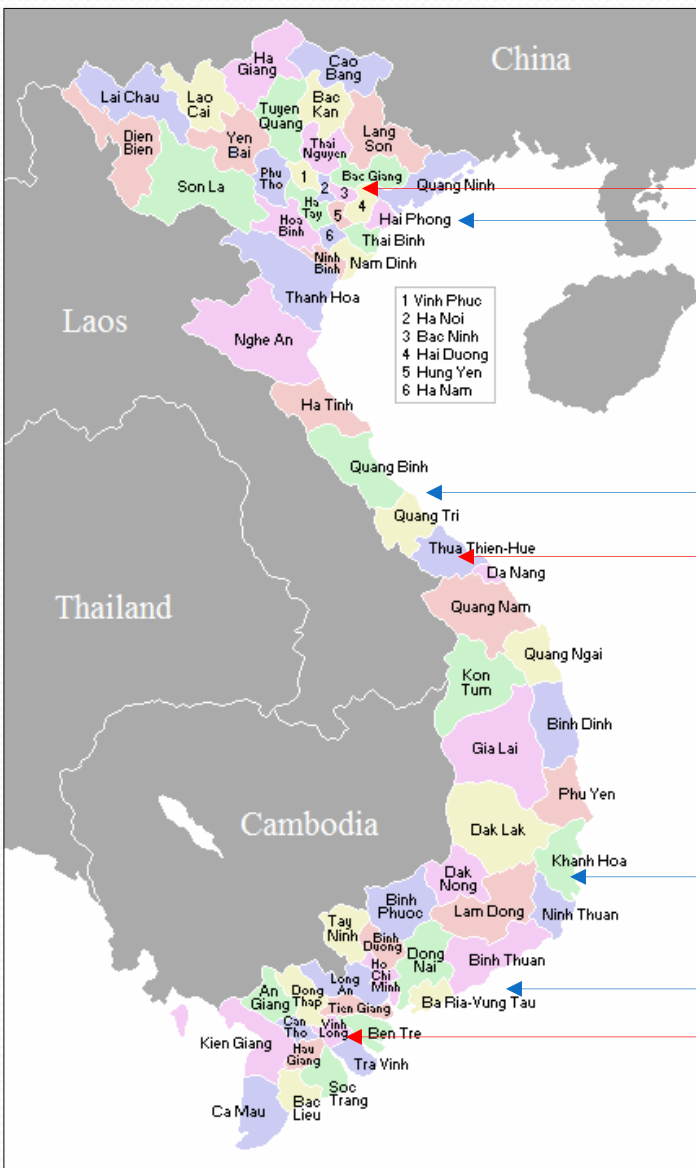 China
Ha
Giang
Cao
Bang
Lai Chau
Lao
Cai
Tuyen
Quang
Bac
Kan
Dien
Bien
Yen
Bai
Thai
Nguyen
Lang
Son
Son La
Phu
Tho
1
2
3
Bac Giang
Quang Ninh
Ha
Tay
4
5
Hoa
Binh
6
Hai Phong
Thai Binh
Ninh
Binh
Nam Dinh
Thanh Hoa
1 Vinh Phuc
2 Ha Noi
3 Bac Ninh
4 Hai Duong
5 Hung Yen
6 Ha Nam
Laos
Nghe An
Ha Tinh
Quang Binh
Quang Tri
Thua Thien-Hue
Da Nang
Thailand
Quang Nam
Quang Ngai
Kon
Tum
Binh Dinh
Gia Lai
Phu Yen
Cambodia
Dak Lak
Khanh Hoa
Dak
Nong
Binh
Phuoc
Lam Dong
Ninh Thuan
Tay
Ninh
Binh
Duong
Dong
Nai
Binh Thuan
Ho
Chi
Minh
Long
An
An
Giang
Dong
Thap
Ba Ria-Vung Tau
Tien Giang
Can
Tho
Vinh
Long
Ben Tre
Kien Giang
Hau
Giang
Tra Vinh
Soc
Trang
Bac
Lieu
Ca Mau